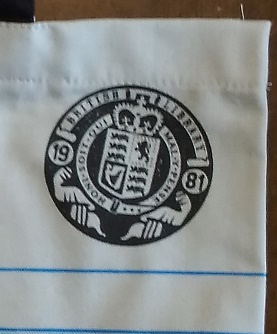 BRITISH LIBRARY
19 81
HONI·SOIT·QUI·MAL·Y·PENSE